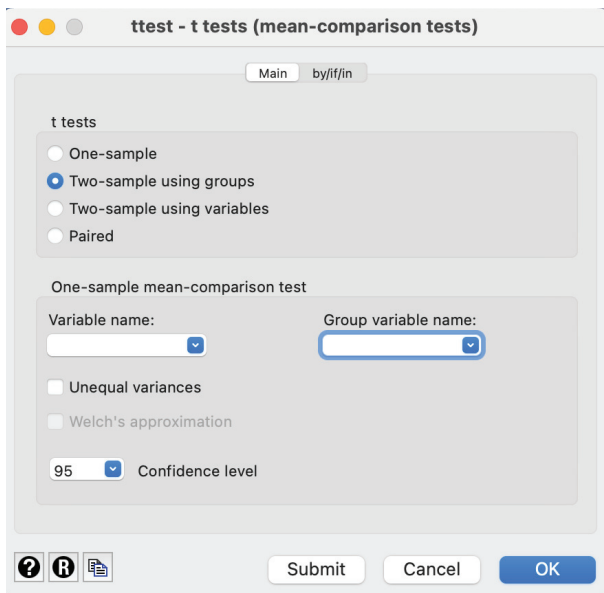 ttest - t tests (mean-comparison tests)
Main by/if/in
t tests
One-sample
Two-sample using groups
Two-sample using variables
Paired
One-sample mean-comparison test
Variable name: Group variable name:
Unequal variances
Welch's approximation
95 Confidence level
? R Submit Cancel OK